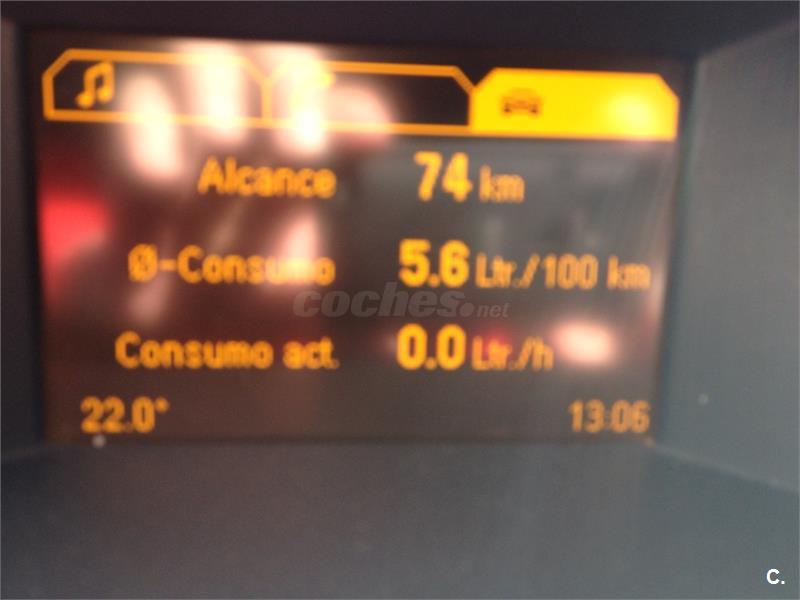 Alcance 74 km
Ø-Consumo 5.6 Ltr./100 km
coches.net
Consumo act. 0.0 Ltr./h
22.0° 13:06
C.